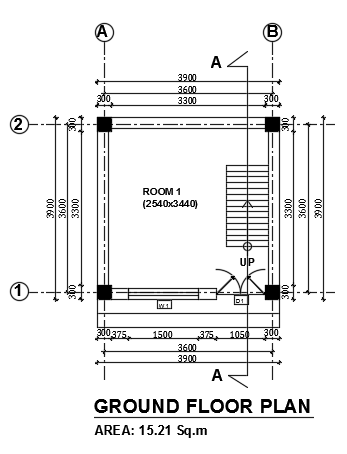 A B
A
3900
3600
300 3300 300
2
300 300
3900 3600 3300 3300 3600 3900
ROOM 1
(2540x3440)
UP
300 300
1
W1 D1
300 375 1500 375 1050 300
3600
3900
A
GROUND FLOOR PLAN
AREA: 15.21 Sq.m